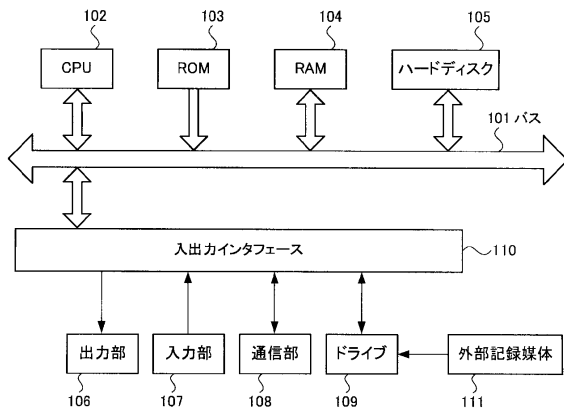 102
103
104
105
CPU
ROM
RAM
ハードディスク
101 バス
入出力インタフェース
110
出力部
入力部
通信部
ドライブ
外部記録媒体
106
107
108
109
111